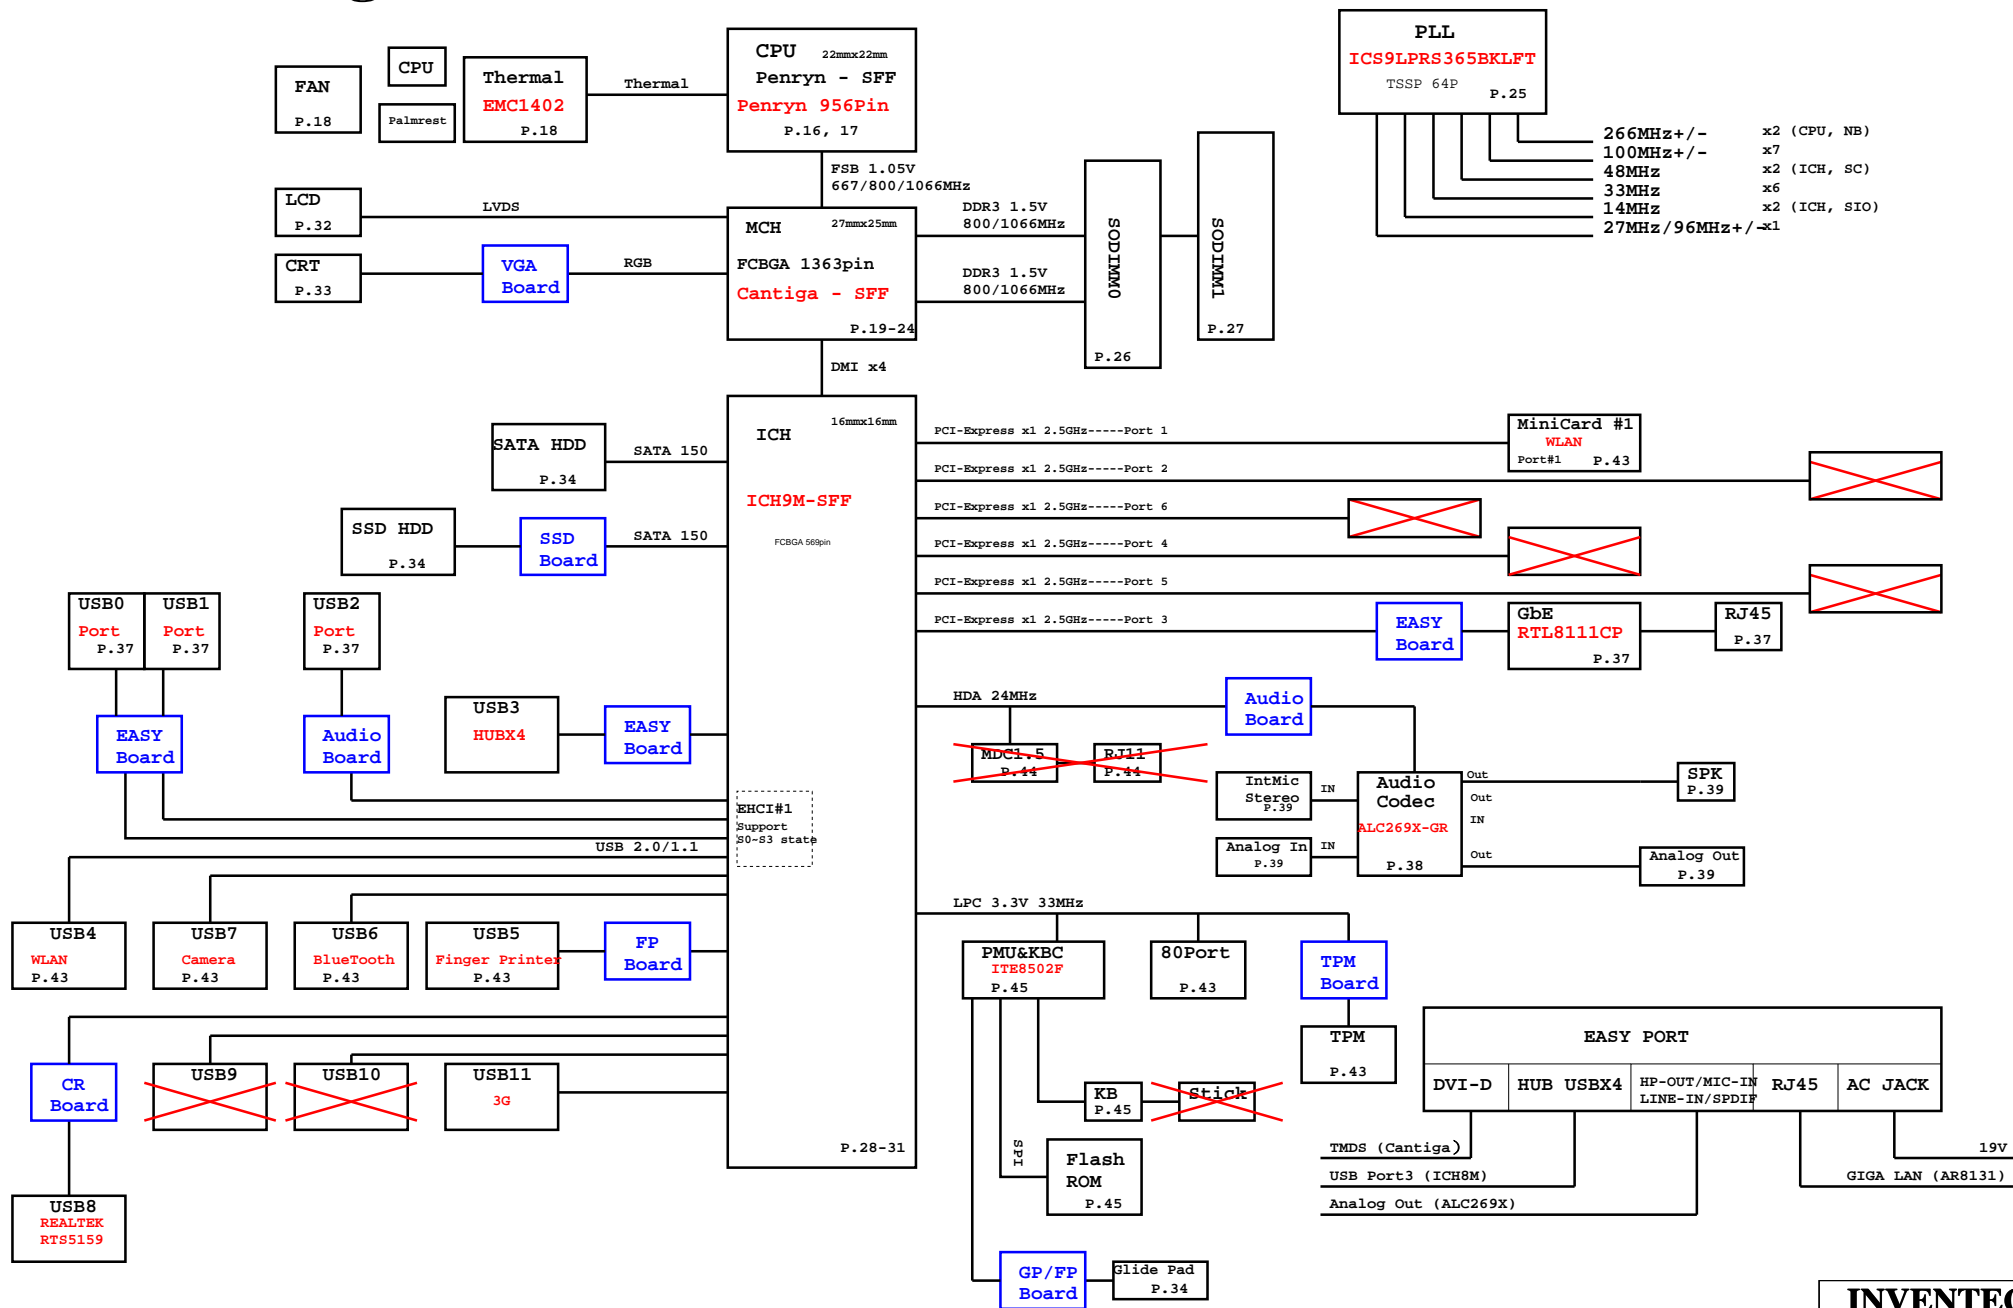 CPU 22mmx22mm
Penryn - SFF
Penryn 956Pin
P.16, 17
FAN
P.18
CPU
Palmrest
Thermal
EMC1402
P.18
Thermal
PLL
ICS9LPRS365BKLFT
TSSP 64P
P.25
266MHz+/- x2 (CPU, NB)
100MHz+/- x7
48MHz x2 (ICH, SC)
33MHz x6
14MHz x2 (ICH, SIO)
27MHz/96MHz+/-x1
FSB 1.05V
667/800/1066MHz
LCD
P.32
LVDS
CRT
P.33
VGA
Board
RGB
MCH 27mmx25mm
FCBGA 1363pin
Cantiga - SFF
P.19-24
DDR3 1.5V
800/1066MHz
DDR3 1.5V
800/1066MHz
SODIMM0
P.26
SODIMM1
P.27
DMI x4
ICH 16mmx16mm
ICH9M-SFF
FCBGA 569pin
SATA HDD
P.34
SATA 150
SSD HDD
P.34
SSD
Board
SATA 150
PCI-Express x1 2.5GHz-----Port 1
PCI-Express x1 2.5GHz-----Port 2
PCI-Express x1 2.5GHz-----Port 6
PCI-Express x1 2.5GHz-----Port 4
PCI-Express x1 2.5GHz-----Port 5
PCI-Express x1 2.5GHz-----Port 3
MiniCard #1
WLAN
Port#1 P.43
EASY
Board
GbE
RTL8111CP
P.37
RJ45
P.37
USB0
Port
P.37
USB1
Port
P.37
USB2
Port
P.37
EASY
Board
Audio
Board
USB3
HUBX4
EASY
Board
HDA 24MHz
Audio
Board
MDC1.5
P.44
RJ11
P.44
IntMic
Stereo
P.39
IN
Analog In
P.39
IN
Audio
Codec
ALC269X-GR
P.38
Out
Out
IN
Out
SPK
P.39
Analog Out
P.39
EHCI#1
Support
S0~S3 state
USB 2.0/1.1
USB4
WLAN
P.43
USB7
Camera
P.43
USB6
BlueTooth
P.43
USB5
Finger Printer
P.43
FP
Board
LPC 3.3V 33MHz
PMU&KBC
ITE8502F
P.45
80Port
P.43
TPM
Board
TPM
P.43
CR
Board
USB9
USB10
USB11
3G
USB8
REALTEK
RTS5159
P.28-31
KB
P.45
Stick
SPI
Flash
ROM
P.45
GP/FP
Board
Glide Pad
P.34
EASY PORT
DVI-D
HUB USBX4
HP-OUT/MIC-IN
LINE-IN/SPDIF
RJ45
AC JACK
TMDS (Cantiga)
USB Port3 (ICH8M)
Analog Out (ALC269X)
19V
GIGA LAN (AR8131)
INVENTEC